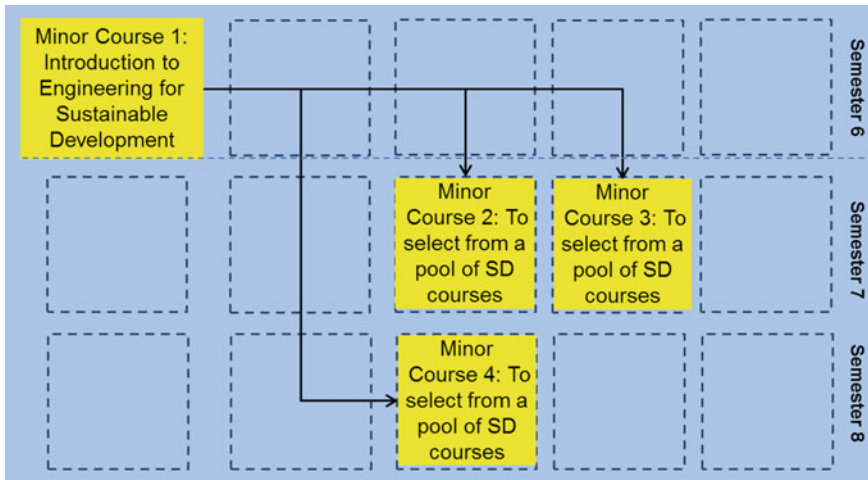 Minor Course 1:
Introduction to
Engineering for
Sustainable
Development
Semester 6
Minor
Course 2: To
select from a
pool of SD
courses
Minor
Course 3: To
select from a
pool of SD
courses
Semester 7
Minor
Course 4: To
select from a
pool of SD
courses
Semester 8